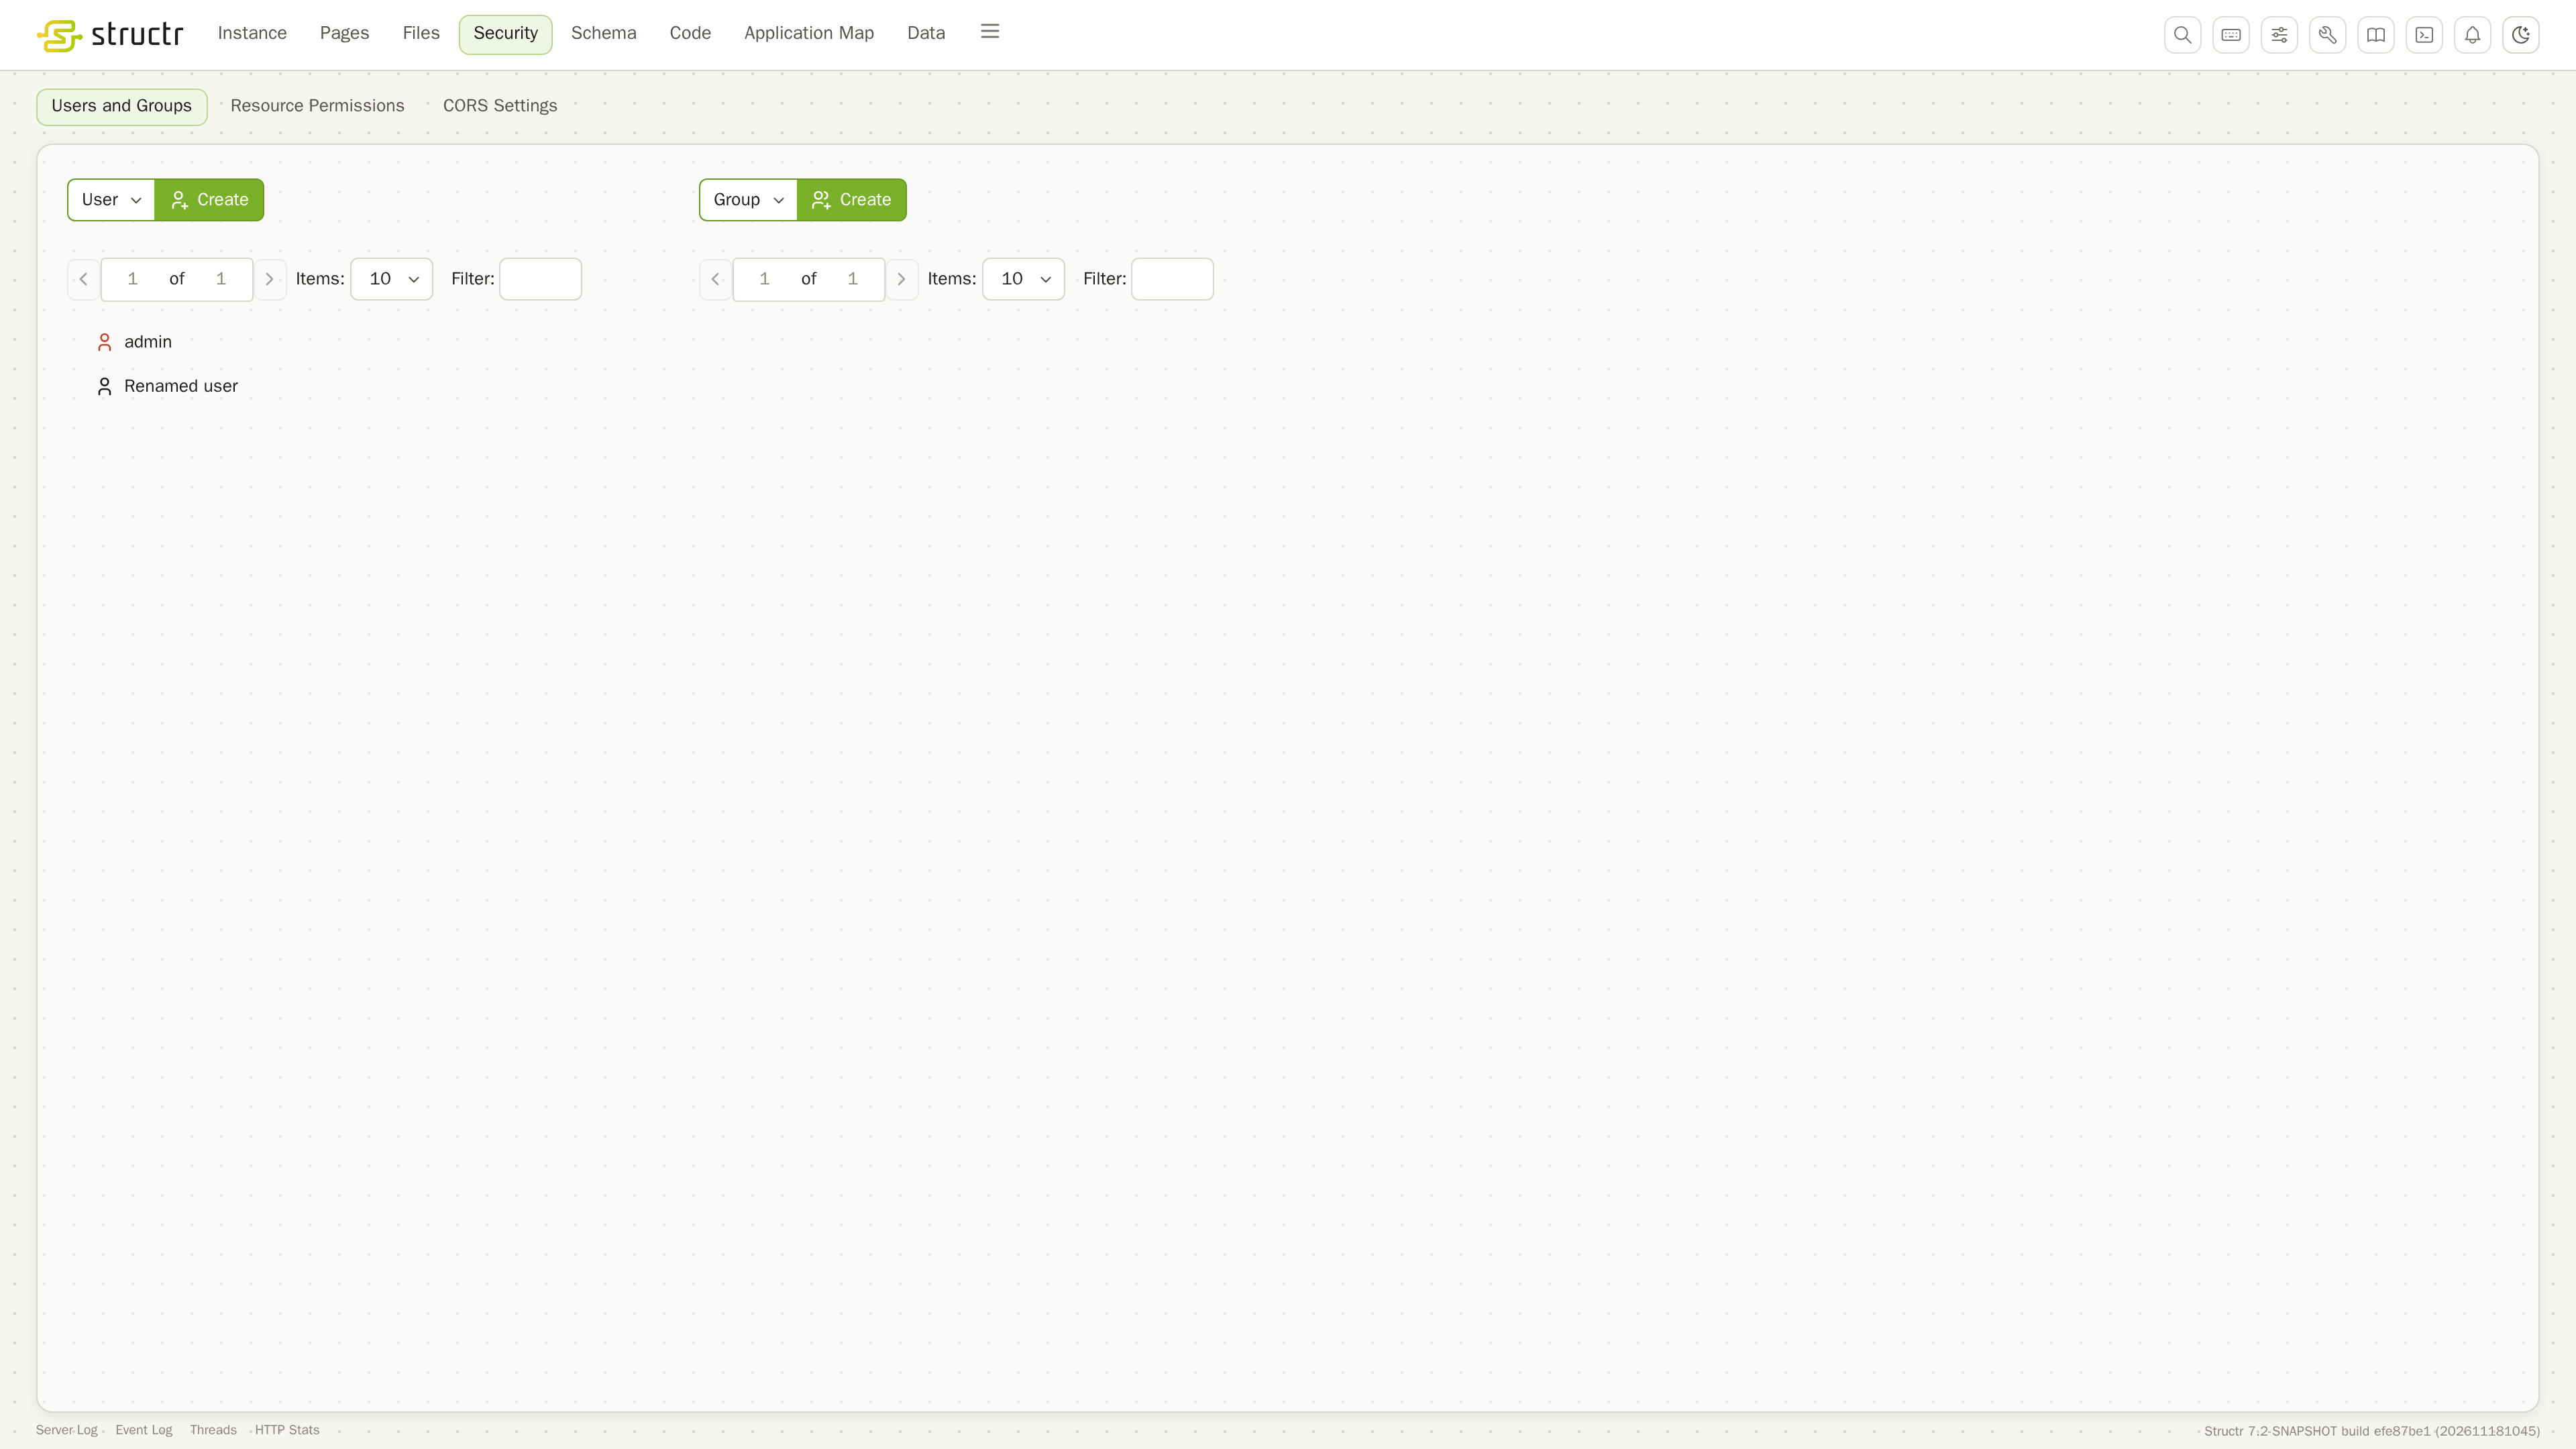 structr Instance Pages Files Security Schema Code Application Map Data
Users and Groups Resource Permissions CORS Settings
User Create Group Create
1 of 1 Items: 10 Filter: 1 of 1 Items: 10 Filter:
admin
Renamed user
Server Log Event Log Threads HTTP Stats Structr 7.2-SNAPSHOT build efe87be1 (202611181045)